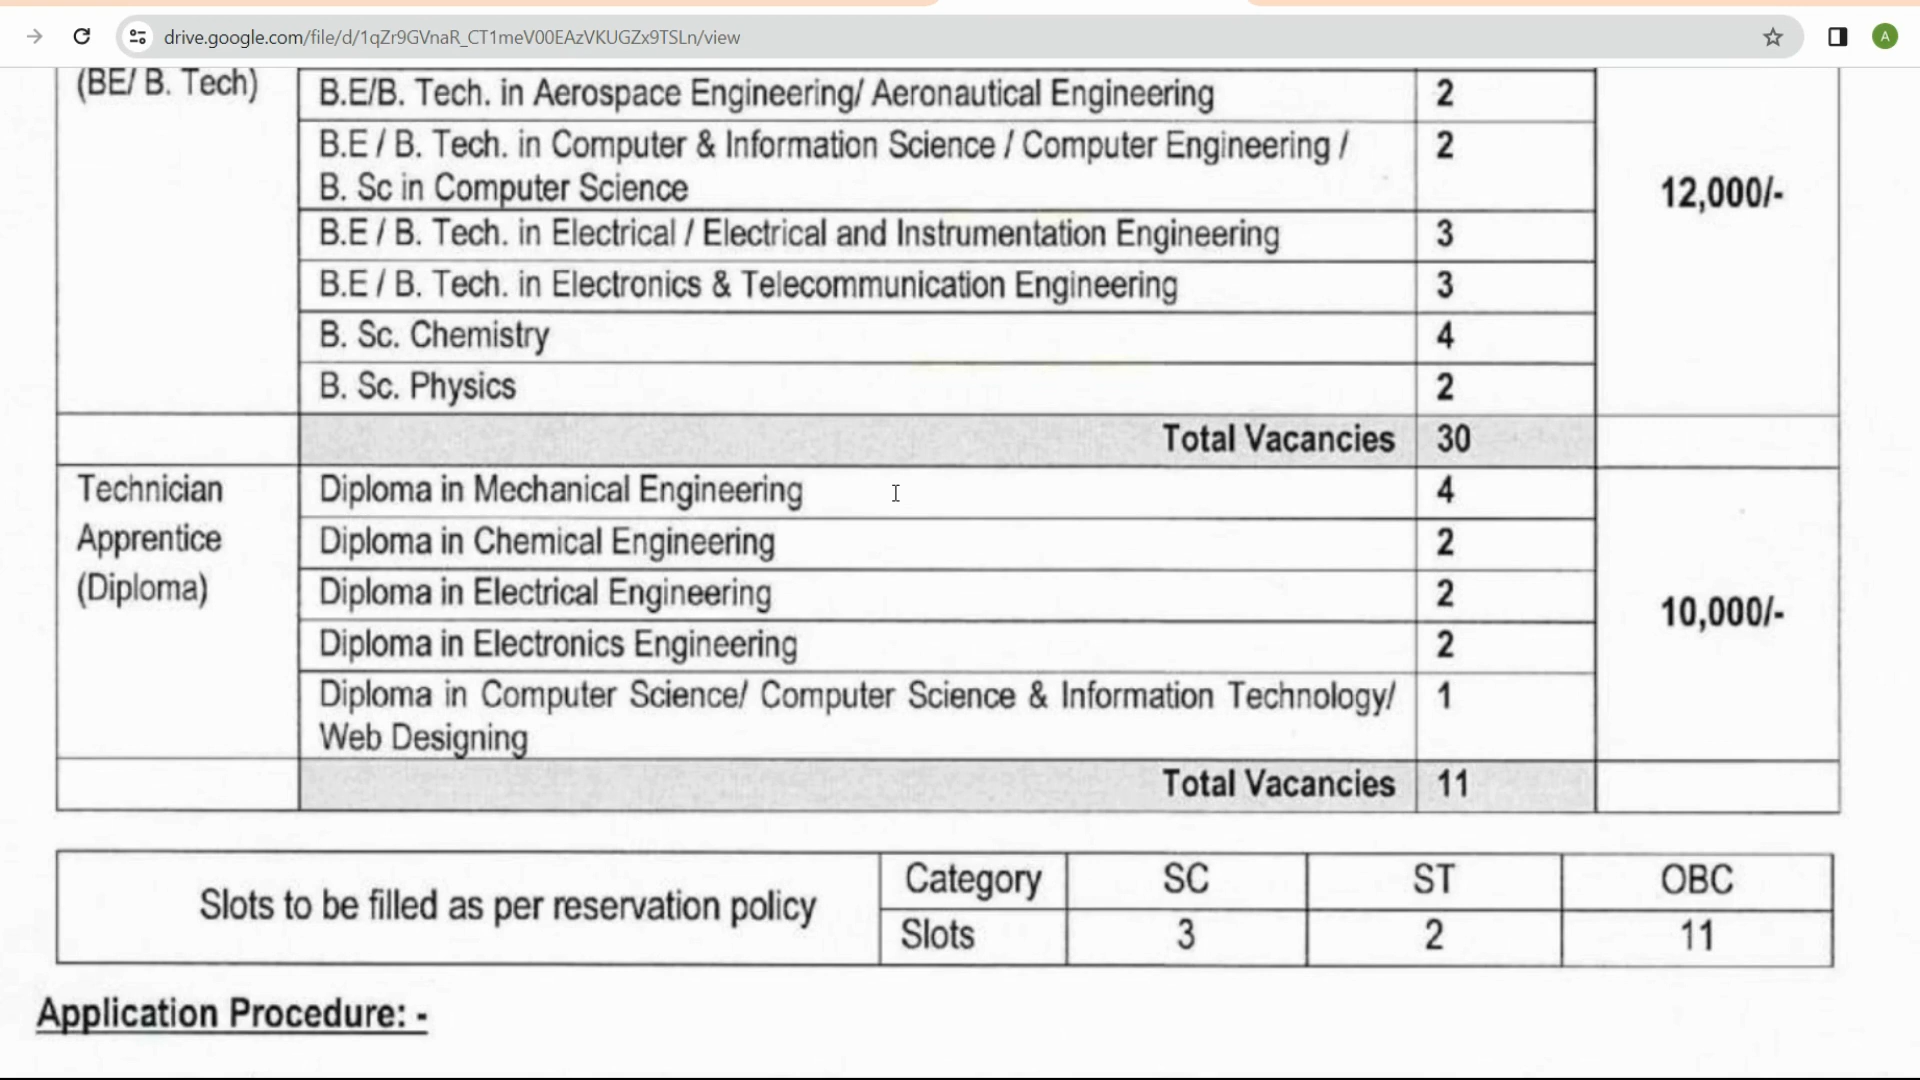 drive.google.com/file/d/1qZr9GVnaR_CT1meV00EAzVKUGZx9TSLn/view
A
(BE/ B. Tech)
B.E/B. Tech. in Aerospace Engineering/ Aeronautical Engineering 2
B.E / B. Tech. in Computer & Information Science / Computer Engineering / 2
B. Sc in Computer Science
12,000/-
B.E / B. Tech. in Electrical / Electrical and Instrumentation Engineering 3
B.E / B. Tech. in Electronics & Telecommunication Engineering 3
B. Sc. Chemistry 4
B. Sc. Physics 2
Total Vacancies 30
Technician
Apprentice
(Diploma)
Diploma in Mechanical Engineering 4
Diploma in Chemical Engineering 2
Diploma in Electrical Engineering 2
Diploma in Electronics Engineering 2
Diploma in Computer Science/ Computer Science & Information Technology/ 1
Web Designing
10,000/-
Total Vacancies 11
Slots to be filled as per reservation policy
Category SC ST OBC
Slots 3 2 11
Application Procedure: -